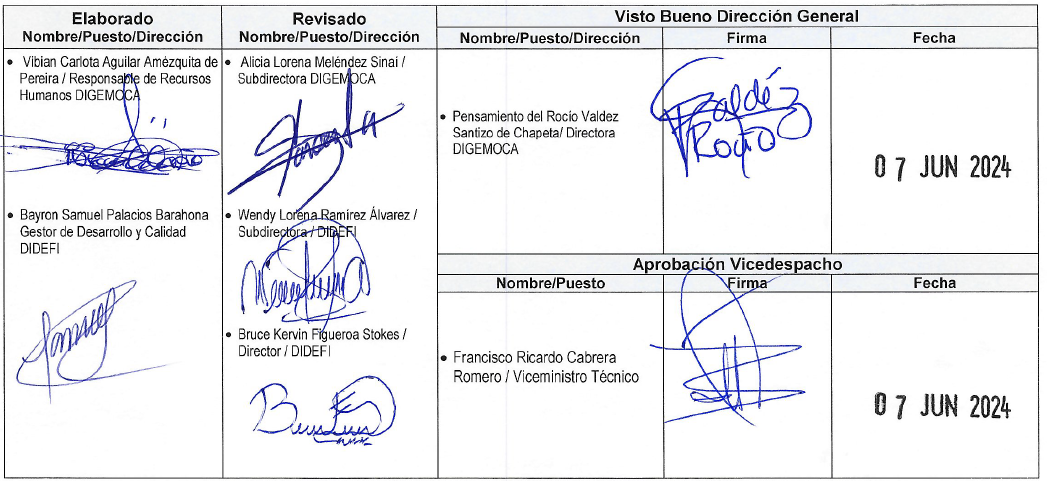 Elaborado
Nombre/Puesto/Dirección
Vibian Carlota Aguilar Amézquita de
Pereira / Responsable de Recursos
Humanos DIGEMOCA
Bayron Samuel Palacios Barahona
Gestor de Desarrollo y Calidad
DIDEFI
Samuel
Revisado
Nombre/Puesto/Dirección
Alicia Lorena Meléndez Sinai /
Subdirectora DIGEMOCA
Wendy Lorena Ramírez Álvarez /
Subdirectora / DIDEFI
Bruce Kervin Figueroa Stokes /
Director / DIDEFI
Visto Bueno Dirección General
Nombre/Puesto/Dirección
Firma
Fecha
Pensamiento del Rocío Valdez
Santizo de Chapeta/ Directora
DIGEMOCA
Valdéz
Rocío
07 JUN 2024
Aprobación Vicedespacho
Nombre/Puesto
Firma
Fecha
Francisco Ricardo Cabrera
Romero / Viceministro Técnico
07 JUN 2024